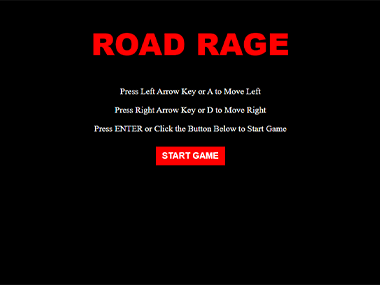 ROAD RAGE
Press Left Arrow Key or A to Move Left
Press Right Arrow Key or D to Move Right
Press ENTER or Click the Button Below to Start Game
START GAME